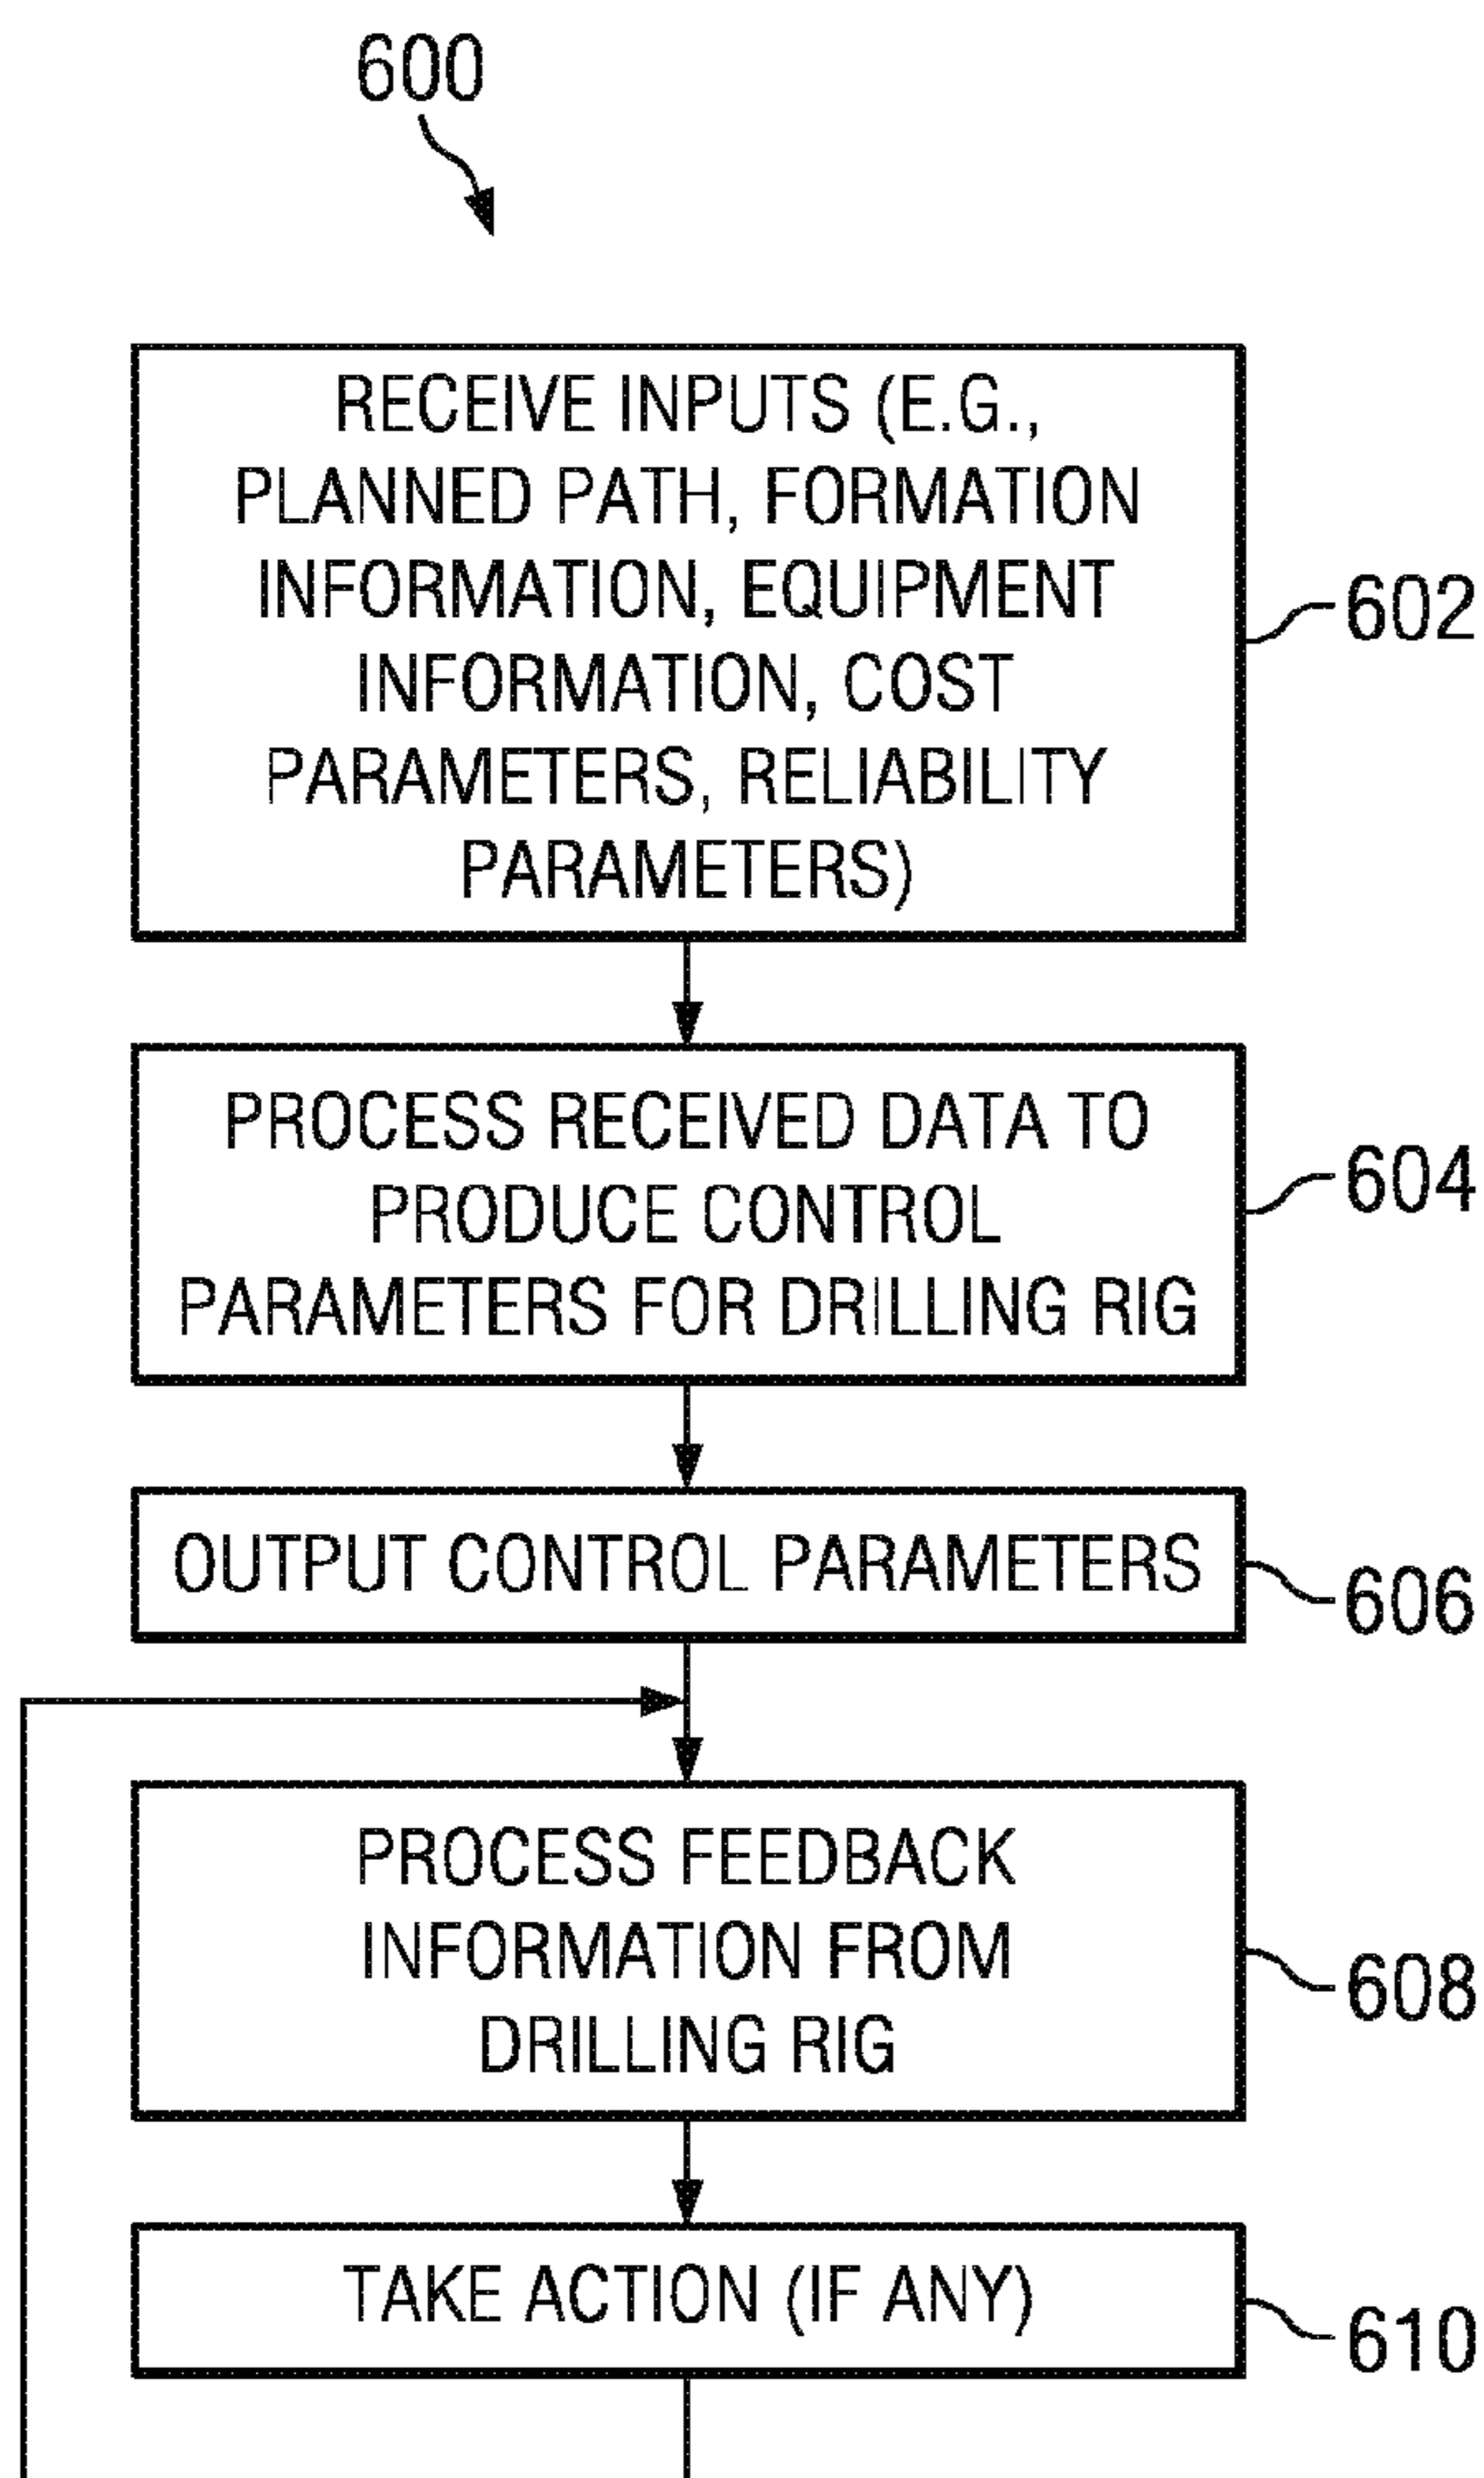 600
RECEIVE INPUTS (E.G.,
PLANNED PATH, FORMATION
INFORMATION, EQUIPMENT
INFORMATION, COST
PARAMETERS, RELIABILITY
PARAMETERS)
602
PROCESS RECEIVED DATA TO
PRODUCE CONTROL
PARAMETERS FOR DRILLING RIG
604
OUTPUT CONTROL PARAMETERS
606
PROCESS FEEDBACK
INFORMATION FROM
DRILLING RIG
608
TAKE ACTION (IF ANY)
610